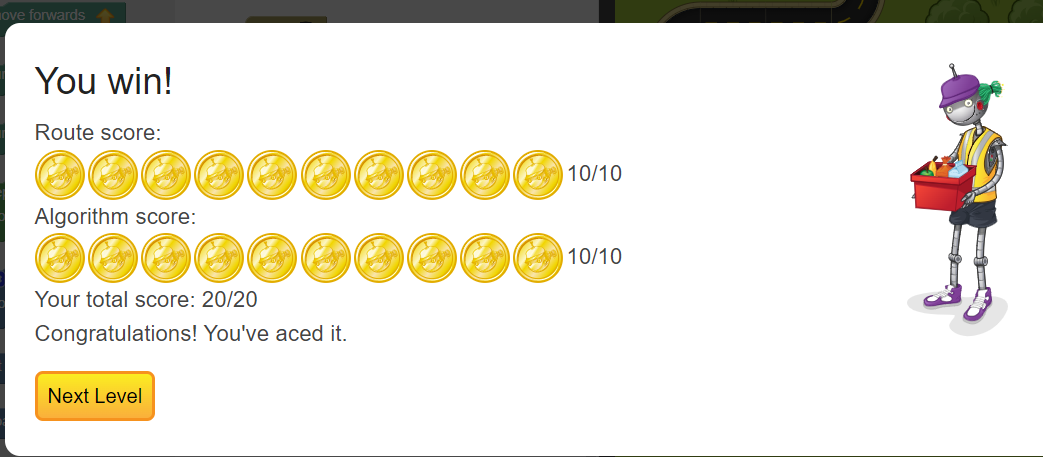 ove forwards
You win!
Route score:
10/10
Algorithm score:
10/10
Your total score: 20/20
Congratulations! You've aced it.
Next Level